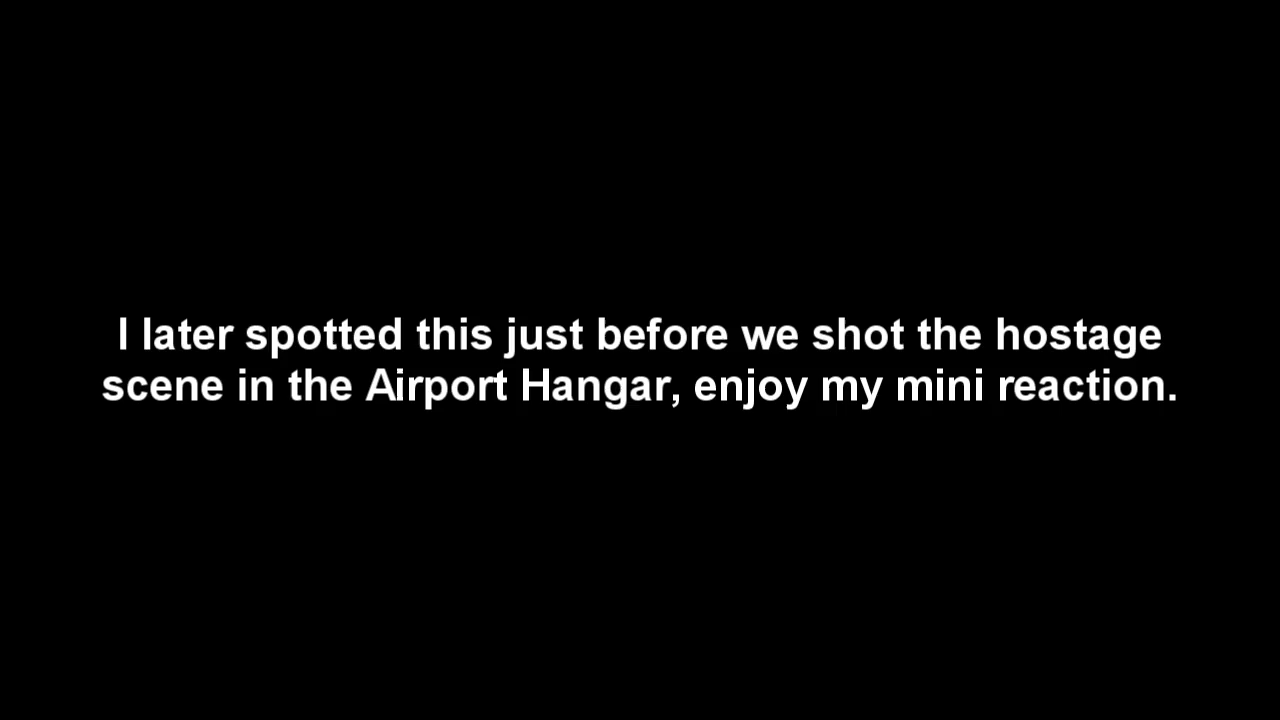 I later spotted this just before we shot the hostage
scene in the Airport Hangar, enjoy my mini reaction.